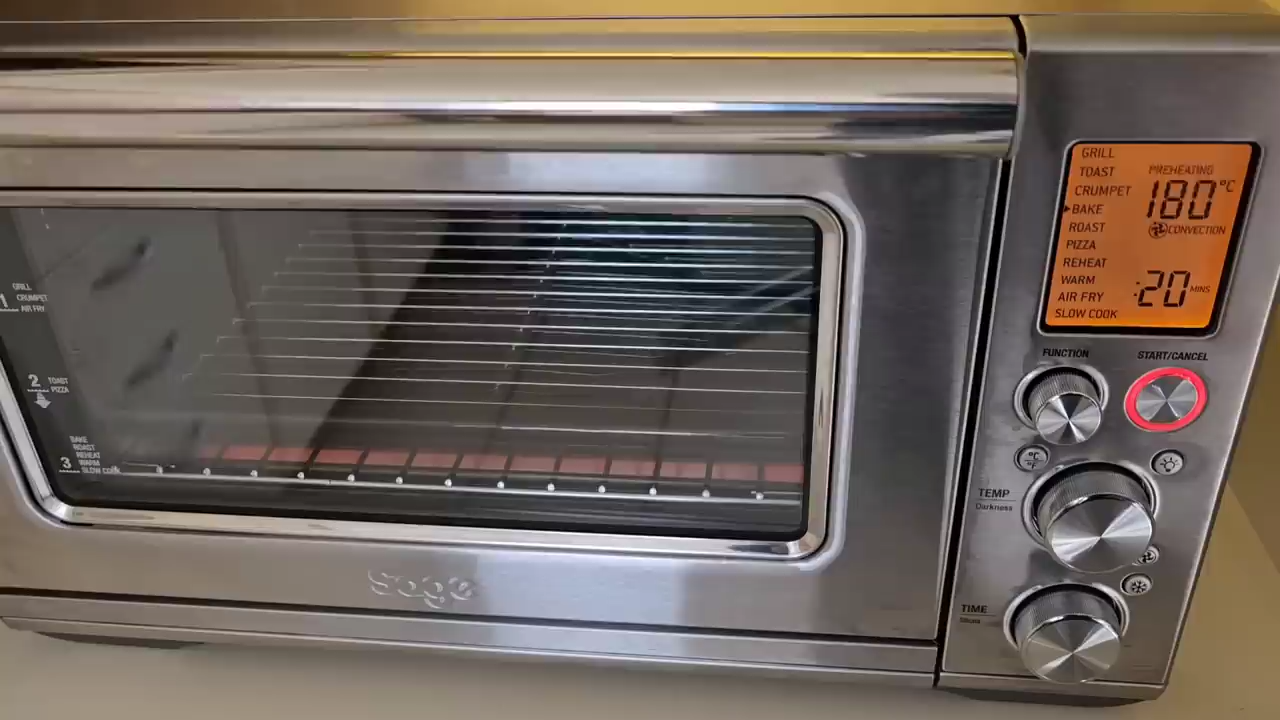 GRILL
CRUMPET
AIR FRY
1
2
TOAST
PIZZA
BAKE
ROAST
REHEAT
WARM
SLOW COOK
3
sage
GRILL
TOAST
CRUMPET
BAKE
ROAST
PIZZA
REHEAT
WARM
AIR FRY
SLOW COOK
PREHEATING
180°C
CONVECTION
:20 MINS
FUNCTION
START/CANCEL
°C
°F
TEMP
Darkness
TIME